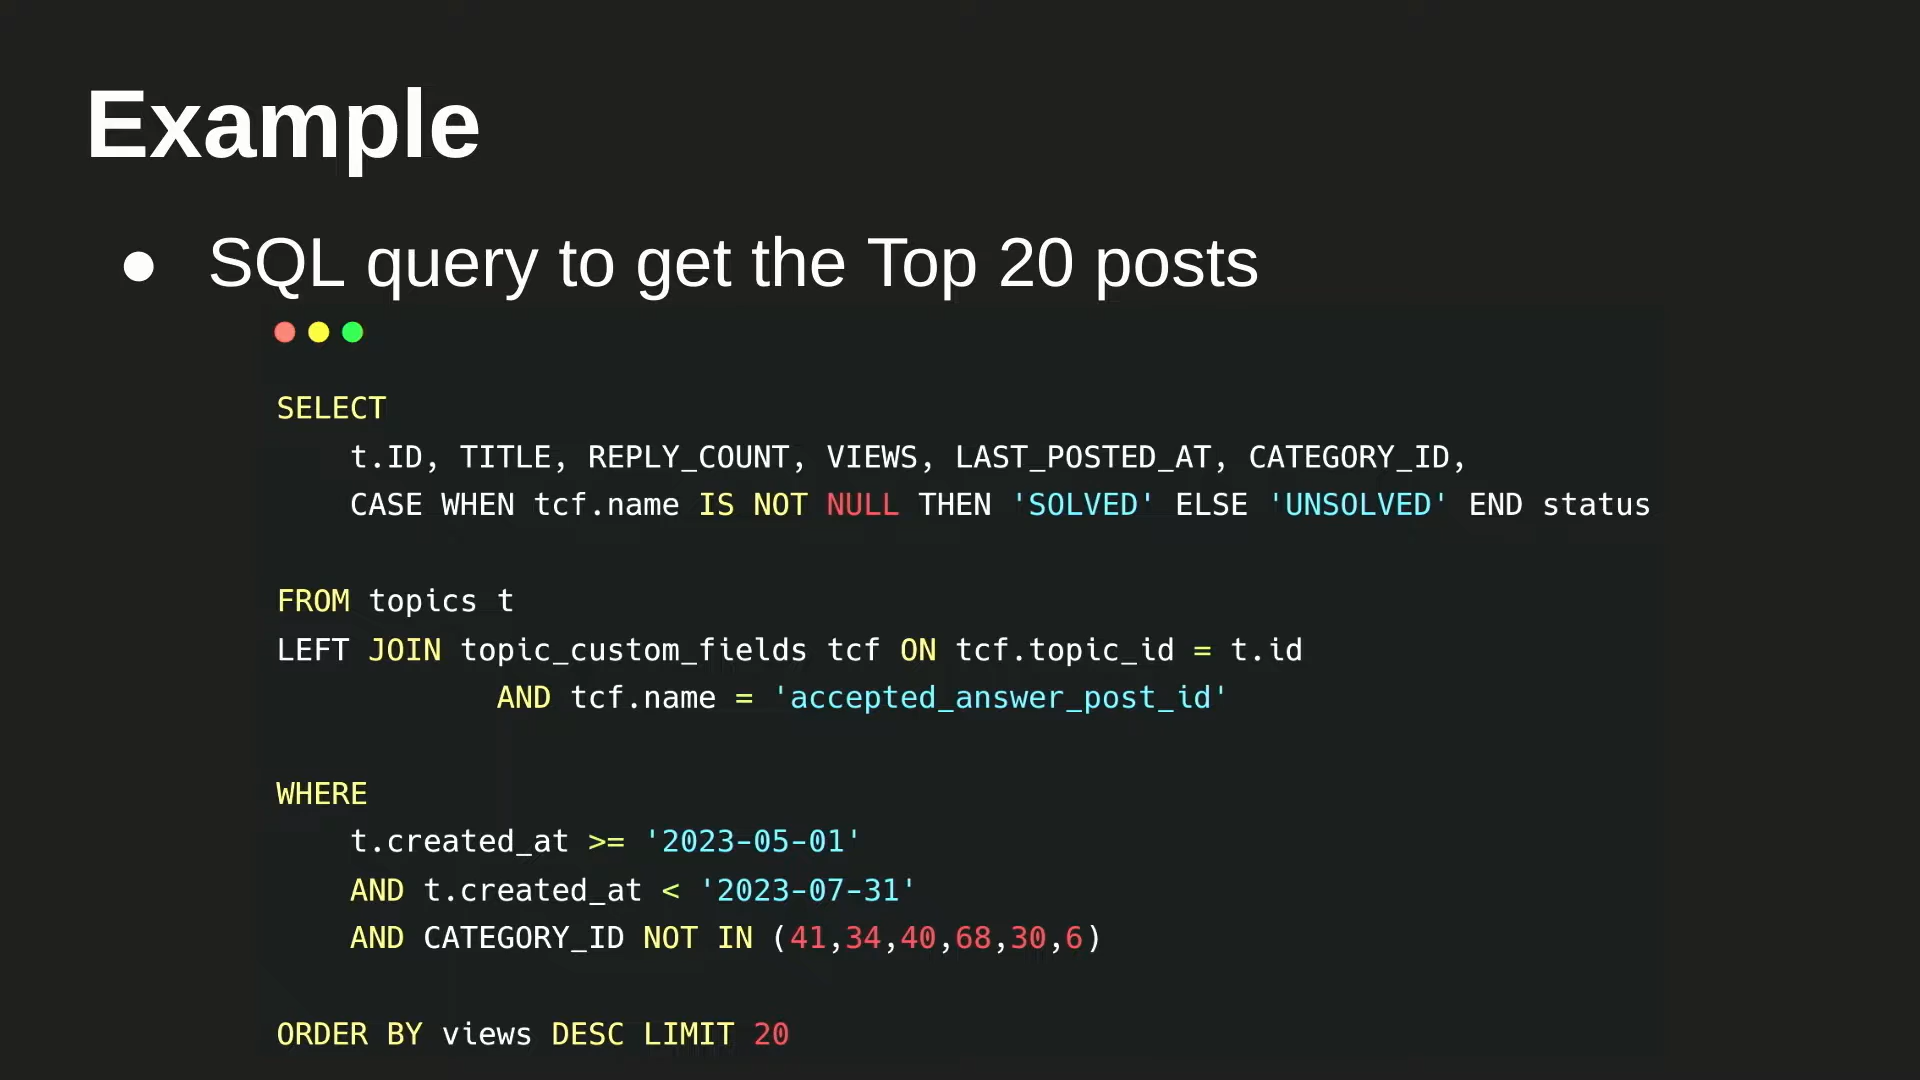 Example
● SQL query to get the Top 20 posts
SELECT
t.ID, TITLE, REPLY_COUNT, VIEWS, LAST_POSTED_AT, CATEGORY_ID,
CASE WHEN tcf.name IS NOT NULL THEN 'SOLVED' ELSE 'UNSOLVED' END status
FROM topics t
LEFT JOIN topic_custom_fields tcf ON tcf.topic_id = t.id
AND tcf.name = 'accepted_answer_post_id'
WHERE
t.created_at >= '2023-05-01'
AND t.created_at < '2023-07-31'
AND CATEGORY_ID NOT IN (41,34,40,68,30,6)
ORDER BY views DESC LIMIT 20